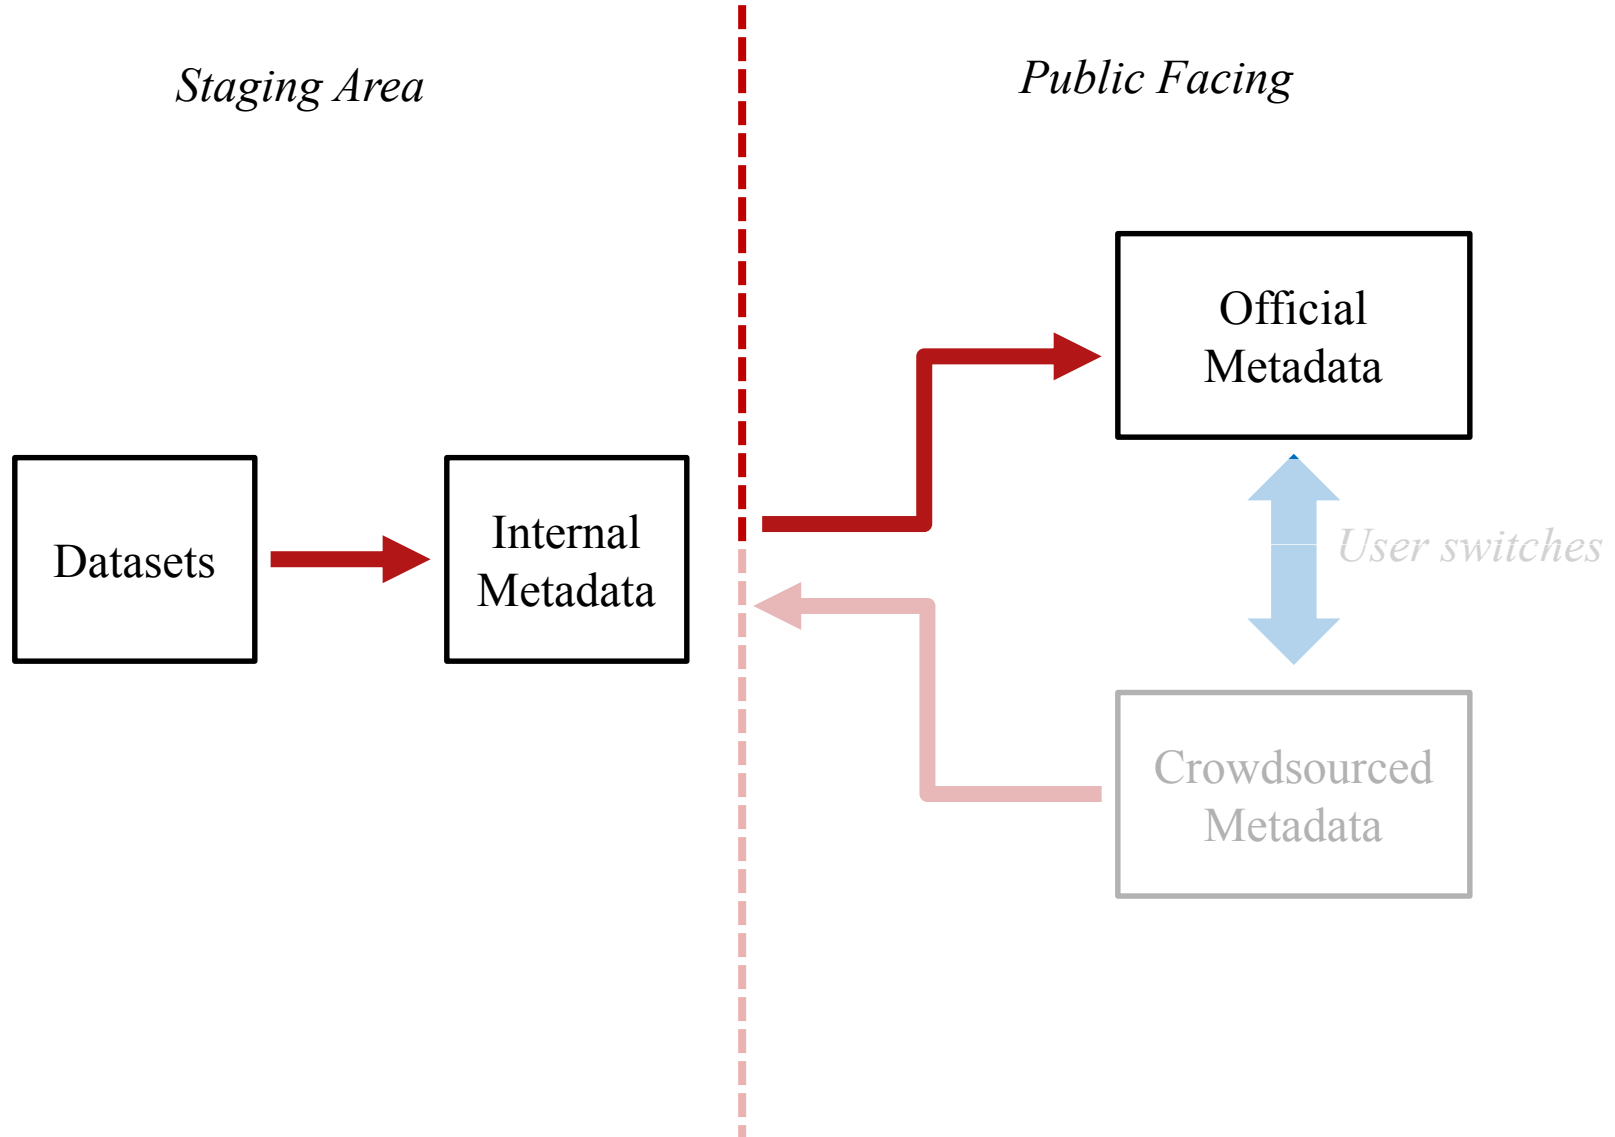 Staging Area
Public Facing
Official
Metadata
Datasets
Internal
Metadata
User switches
Crowdsourced
Metadata